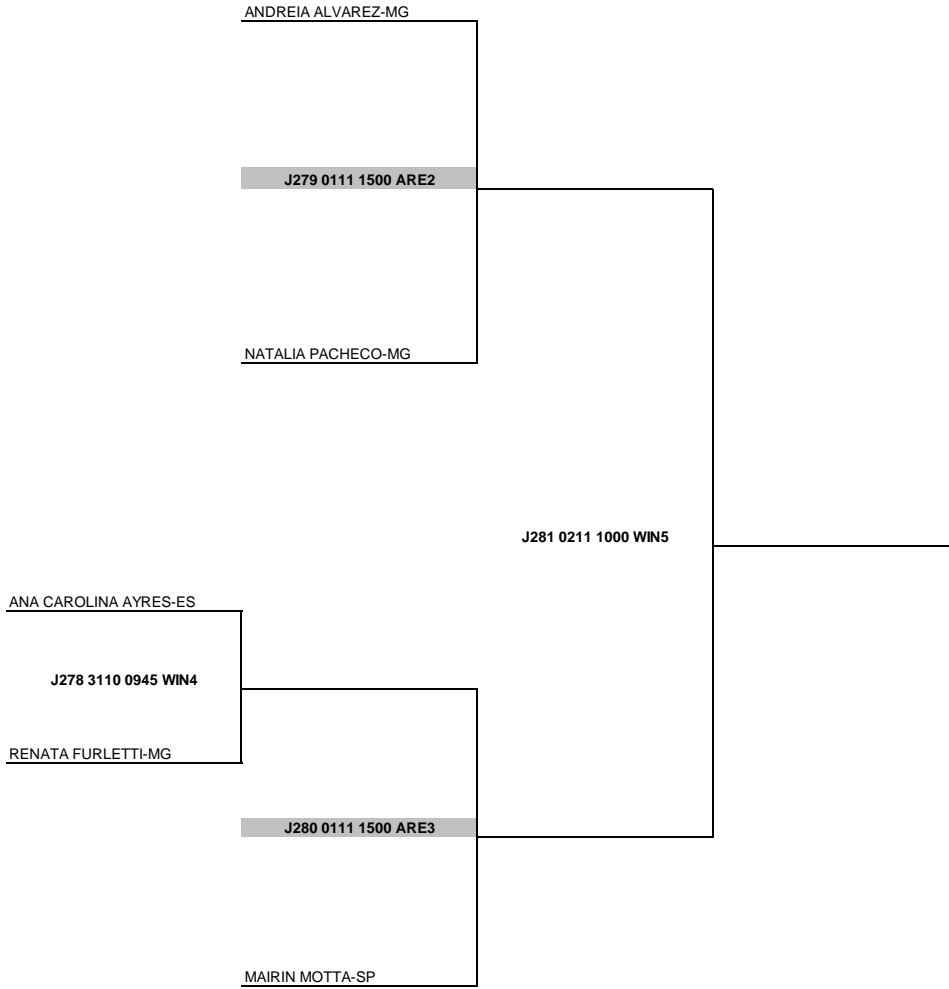 ANDREIA ALVAREZ-MG
J279 0111 1500 ARE2
NATALIA PACHECO-MG
J281 0211 1000 WIN5
ANA CAROLINA AYRES-ES
J278 3110 0945 WIN4
RENATA FURLETTI-MG
J280 0111 1500 ARE3
MAIRIN MOTTA-SP